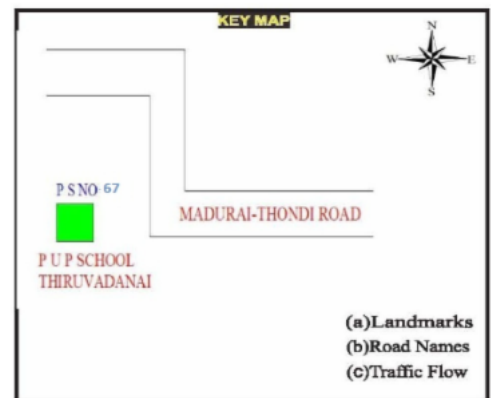 KEY MAP
N
W E
S
P S NO-67
MADURAI-THONDI ROAD
P U P SCHOOL
THIRUVADANAI
(a)Landmarks
(b)Road Names
(c)Traffic Flow